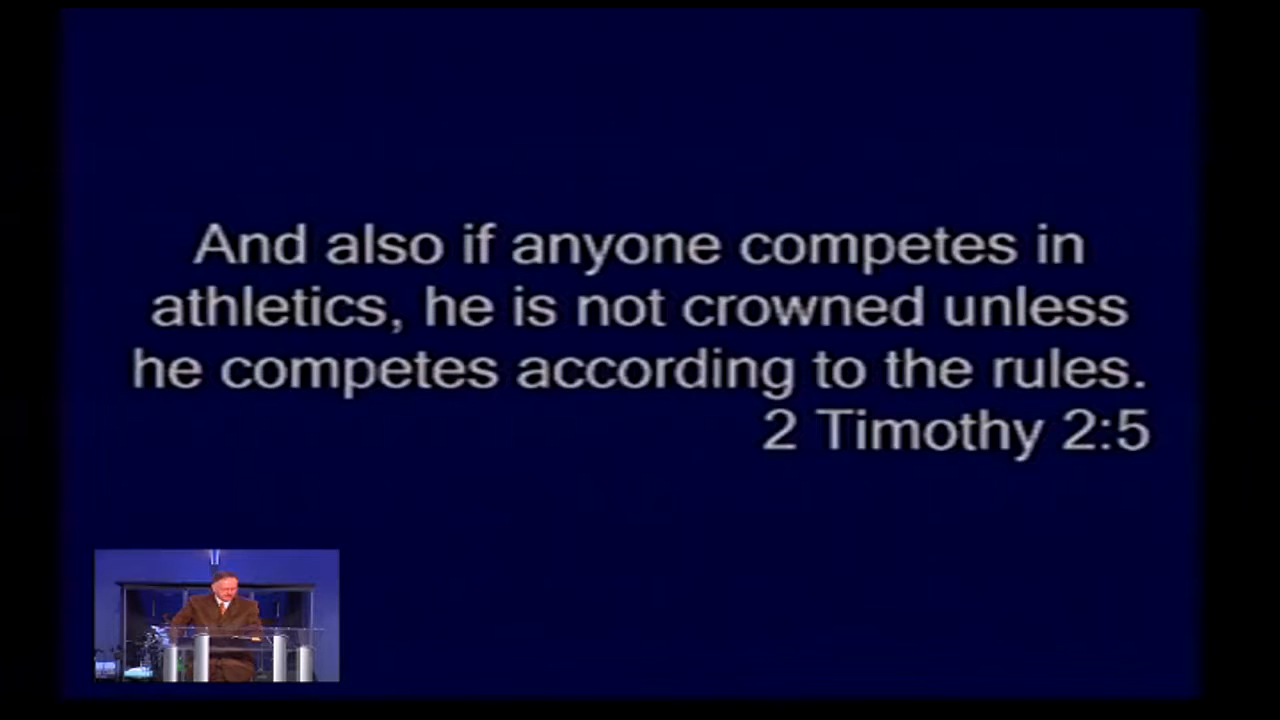 And also if anyone competes in
athletics, he is not crowned unless
he competes according to the rules.
2 Timothy 2:5